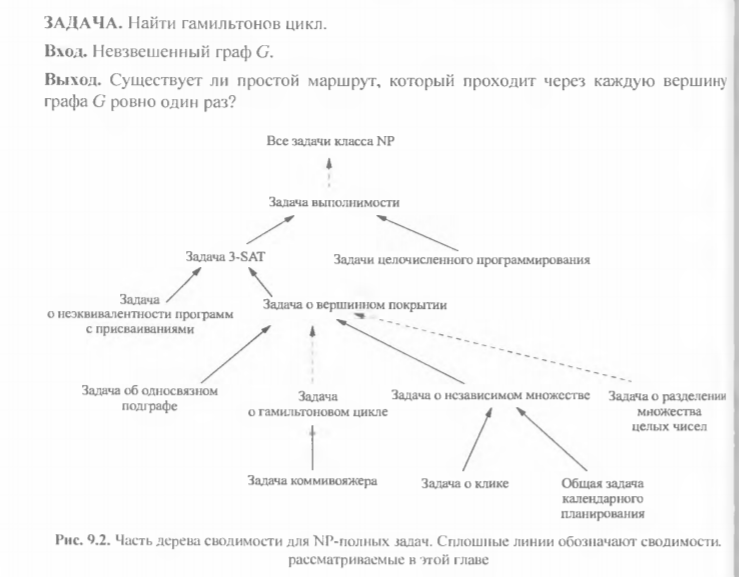 ЗАДАЧА. Найти гамильтонов цикл.
Вход. Невзвешенный граф G.
Выход. Существует ли простой маршрут, который проходит через каждую вершину
графа G ровно один раз?
Все задачи класса NP
Задача выполнимости
Задача 3-SAT
Задачи целочисленного программирования
Задача
о неэквивалентности программ
с присваиваниями
Задача о вершинном покрытии
Задача об односвязном
подграфе
Задача
о гамильтоновом цикле
Задача о независимом множестве
Задача о разделении
множества
целых чисел
Задача коммивояжера
Задача о клике
Общая задача
календарного
планирования
Рис. 9.2. Часть дерева сводимости для NP-полных задач. Сплошные линии обозначают сводимости,
рассматриваемые в этой главе